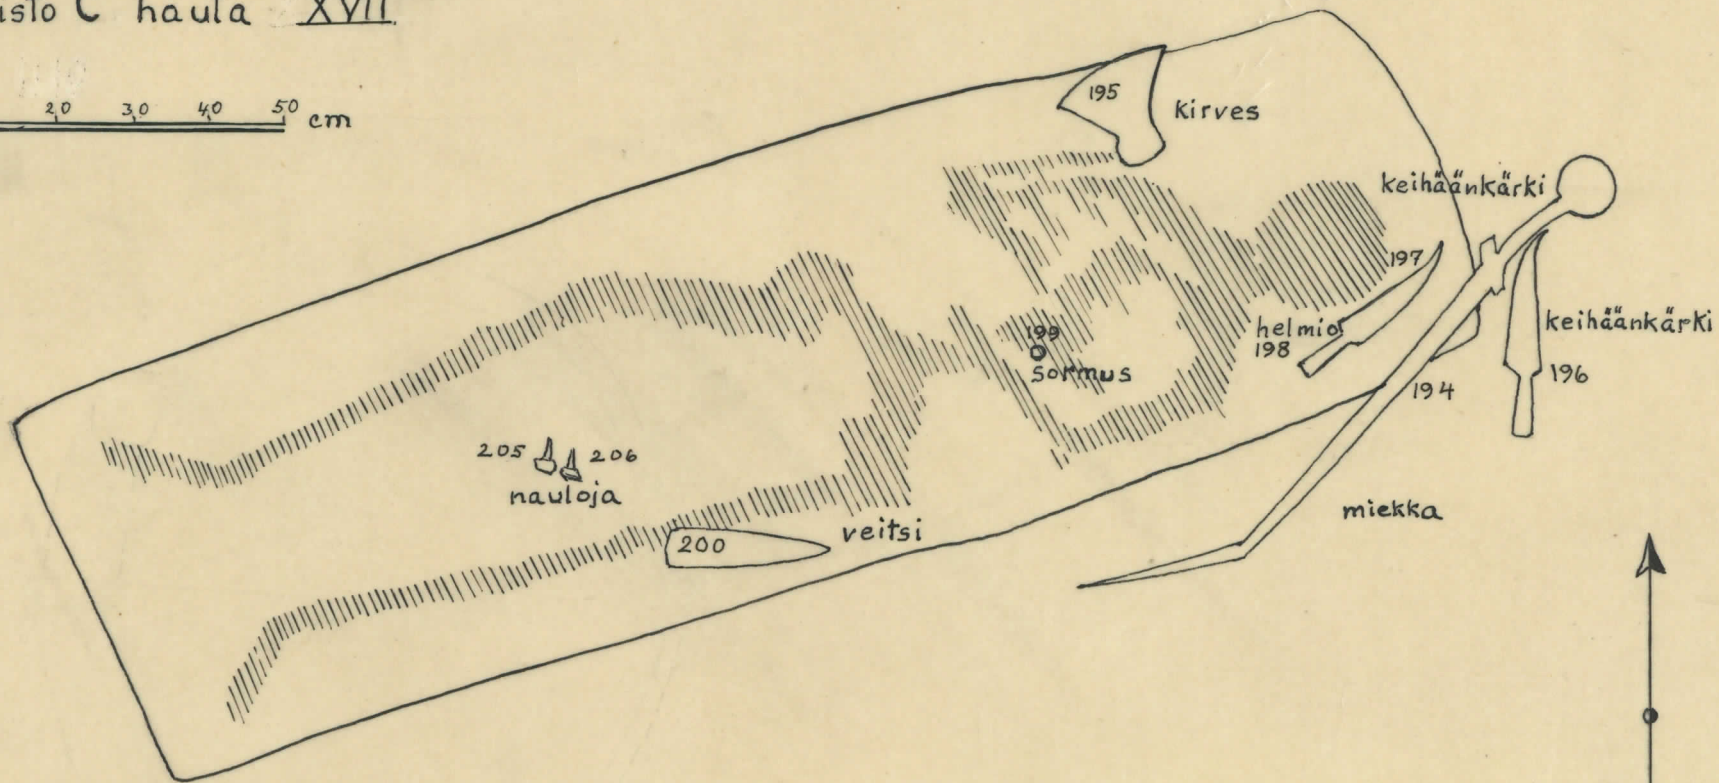 C hauta XVII.
20 30 40 50 cm
195
kirves
keihäänkärki
197
helmiä
198
199
sormus
keihäänkärki
196
194
205 206
nauloja
200
veitsi
miekka